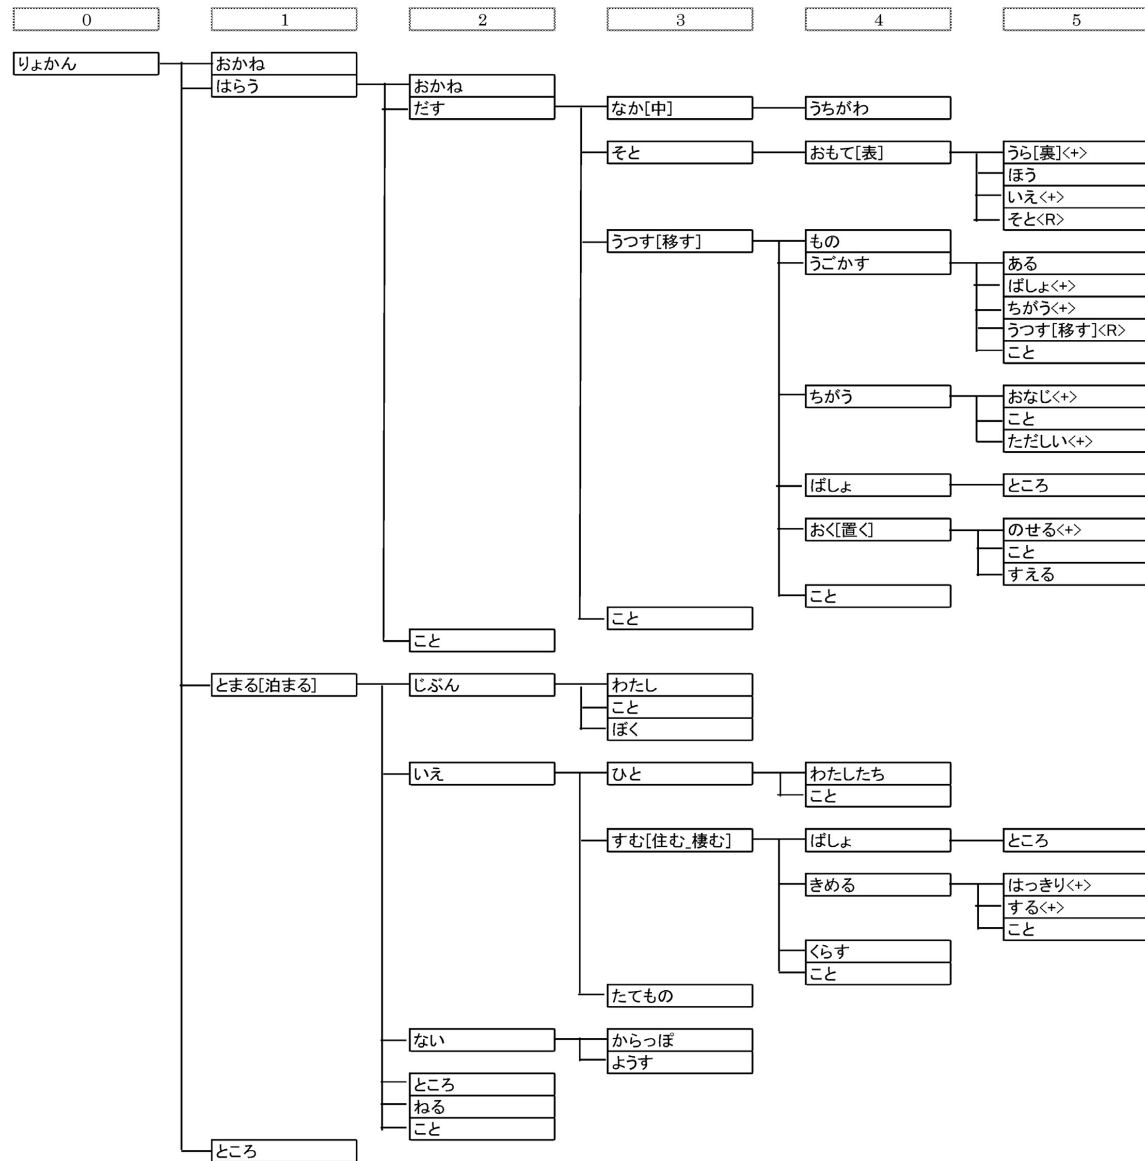 0 1 2 3 4 5
りょかん おかね
はらう おかね
だす なか[中] うちがわ
そと おもて[表] うら[裏]<+>
ほう
いえ<+>
そと<R>
うつす[移す] もの
うごかす ある
ばしょ<+>
ちがう<+>
うつす[移す]<R>
こと
ちがう おなじ<+>
こと
ただしい<+>
ばしょ ところ
おく[置く] のせる<+>
こと
すえる
こと
こと
こと
とまる[泊まる] じぶん わたし
こと
ぼく
いえ ひと わたしたち
こと
すむ[住む_棲む] ばしょ ところ
きめる はっきり<+>
する<+>
こと
くらす
こと
たてもの
ない からっぽ
ようす
ところ
ねる
こと
ところ